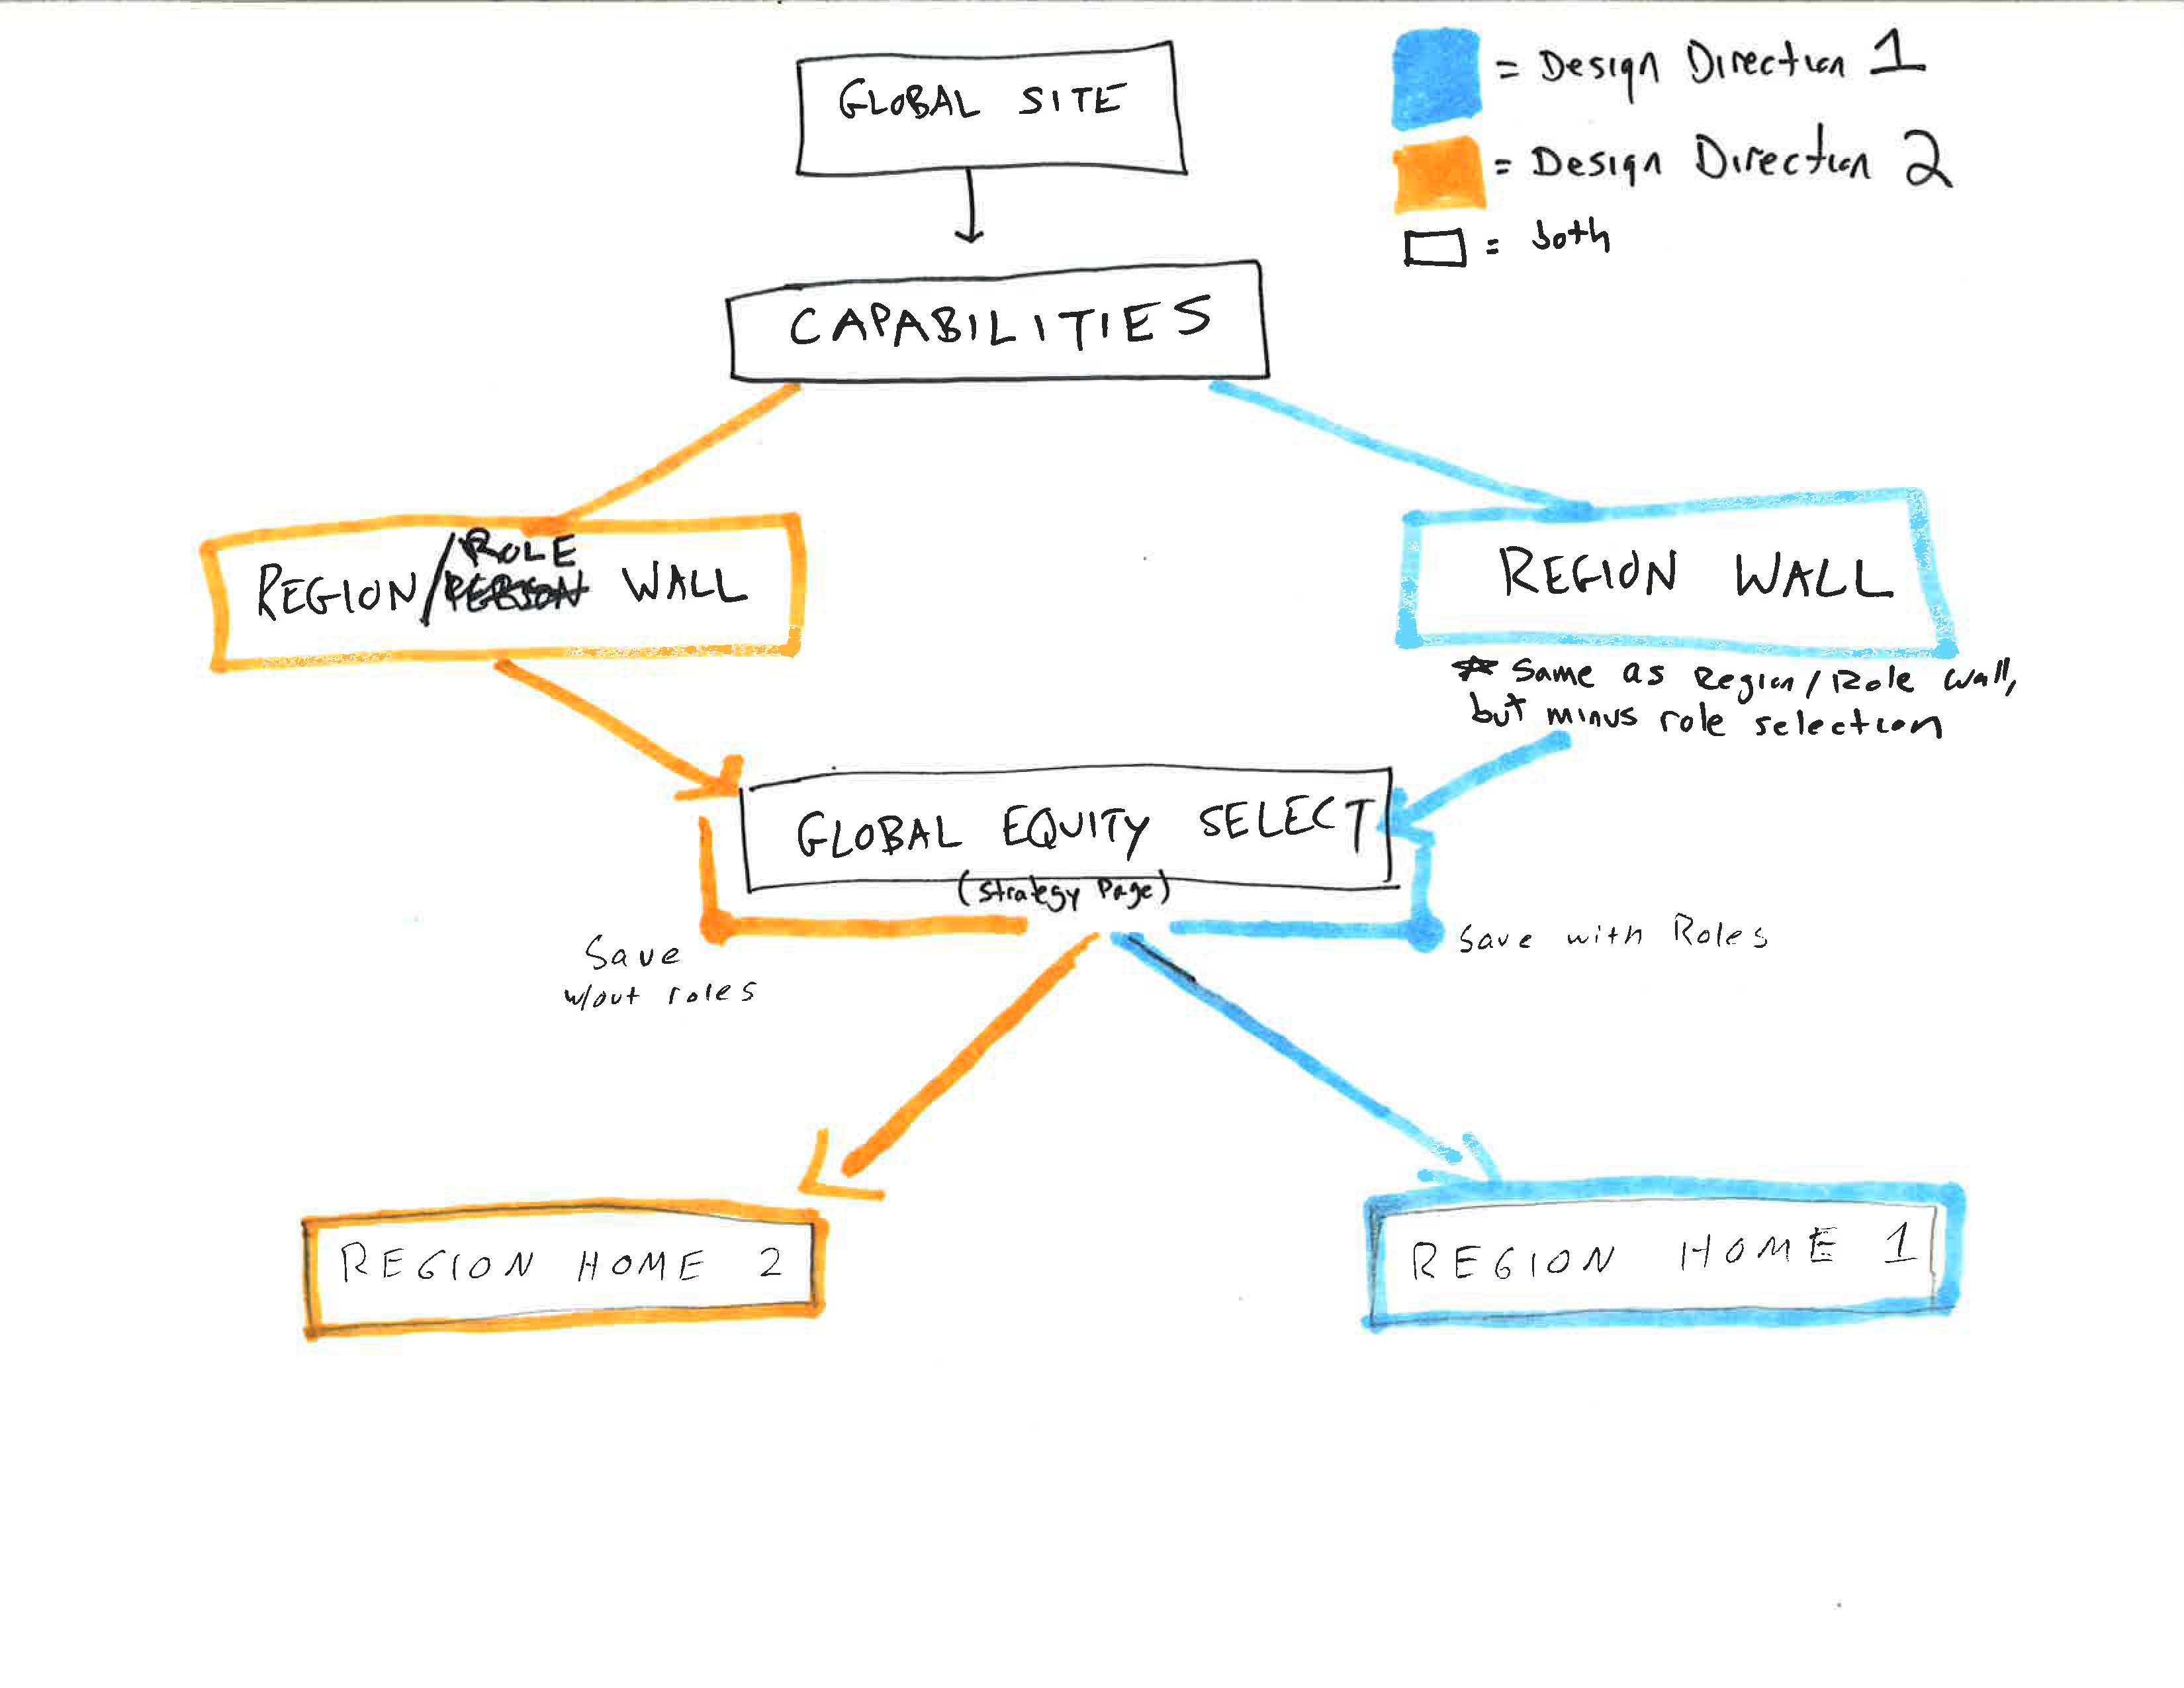 GLOBAL SITE
= Design Direction 1
= Design Direction 2
= both
CAPABILITIES
REGION/ROLE PERSON WALL
REGION WALL
* Same as Region/Role Wall,
but minus role selection
GLOBAL EQUITY SELECT
(Strategy Page)
Save
w/out roles
Save with Roles
REGION HOME 2
REGION HOME 1